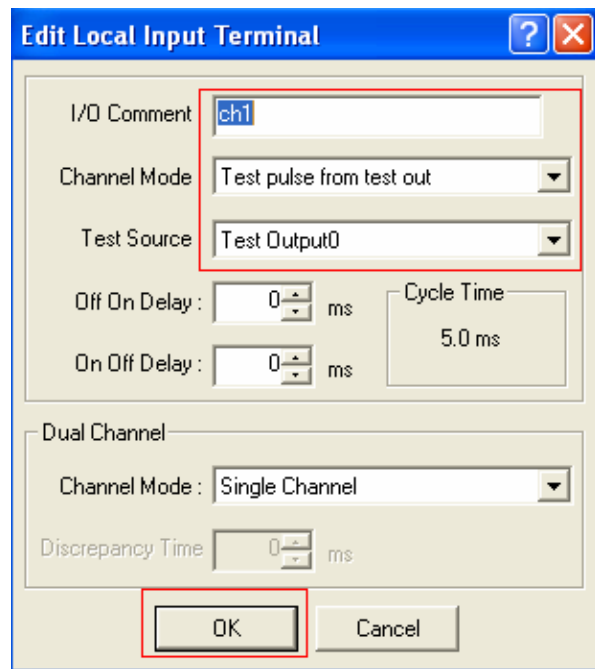 Edit Local Input Terminal
I/O Comment ch1
Channel Mode Test pulse from test out
Test Source Test Output0
Off On Delay : 0 ms
Cycle Time
5.0 ms
On Off Delay : 0 ms
Dual Channel
Channel Mode : Single Channel
Discrepancy Time 0 ms
OK Cancel